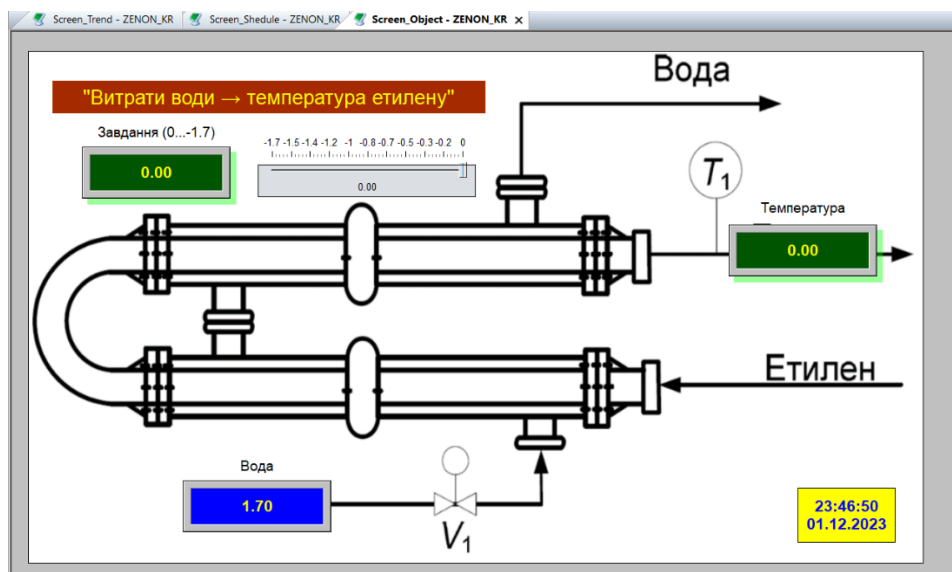 Screen_Trend - ZENON_KR Screen_Shedule - ZENON_KR Screen_Object - ZENON_KR
Вода
"Витрати води → температура етилену"
Завдання (0...-1.7)
-1.7 -1.5 -1.4 -1.2 -1 -0.8 -0.7 -0.5 -0.3 -0.2 0
0.00
0.00
T1
Температура
0.00
Етилен
Вода
1.70
V1
23:46:50
01.12.2023